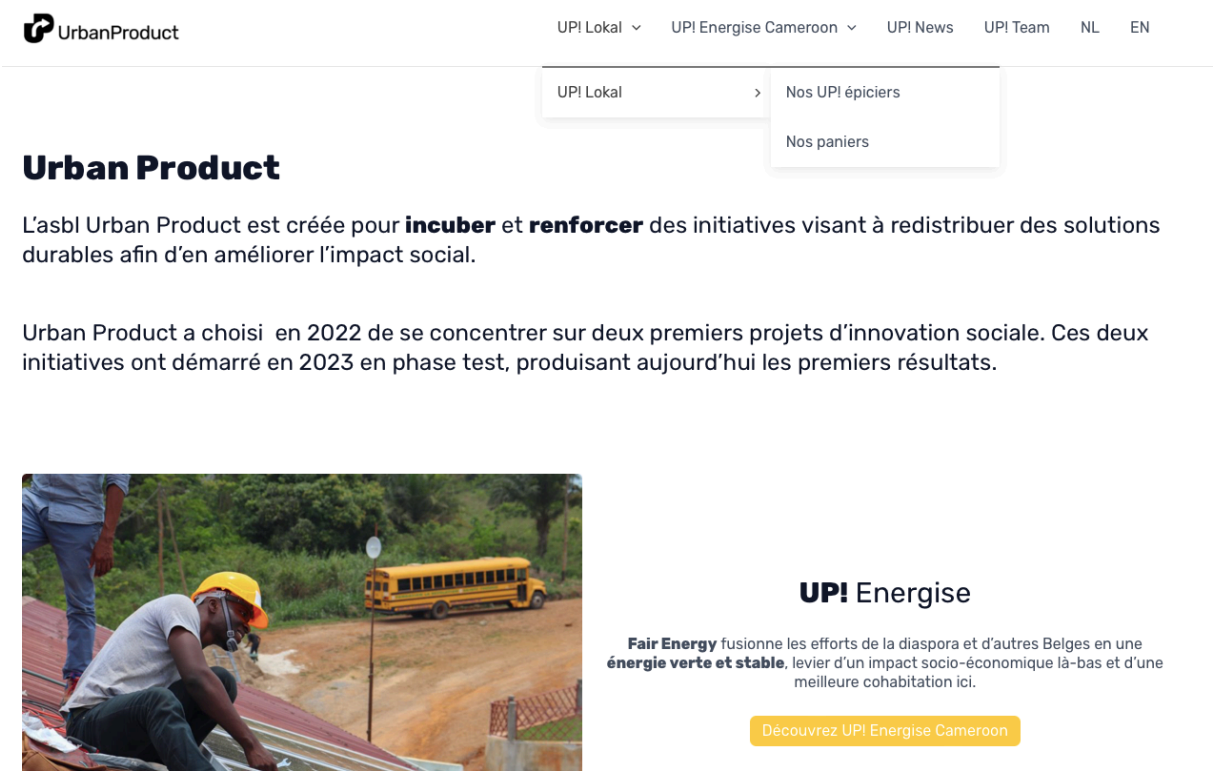 UrbanProduct
UP! Lokal
UP! Energise Cameroon
UP! News
UP! Team
NL
EN
UP! Lokal
Nos UP! épiciers
Nos paniers
Urban Product
L’asbl Urban Product est créée pour incuber et renforcer des initiatives visant à redistribuer des solutions
durables afin d’en améliorer l’impact social.
Urban Product a choisi  en 2022 de se concentrer sur deux premiers projets d’innovation sociale. Ces deux
initiatives ont démarré en 2023 en phase test, produisant aujourd’hui les premiers résultats.
UP! Energise
Fair Energy fusionne les efforts de la diaspora et d’autres Belges en une
énergie verte et stable, levier d’un impact socio-économique là-bas et d’une
meilleure cohabitation ici.
Découvrez UP! Energise Cameroon